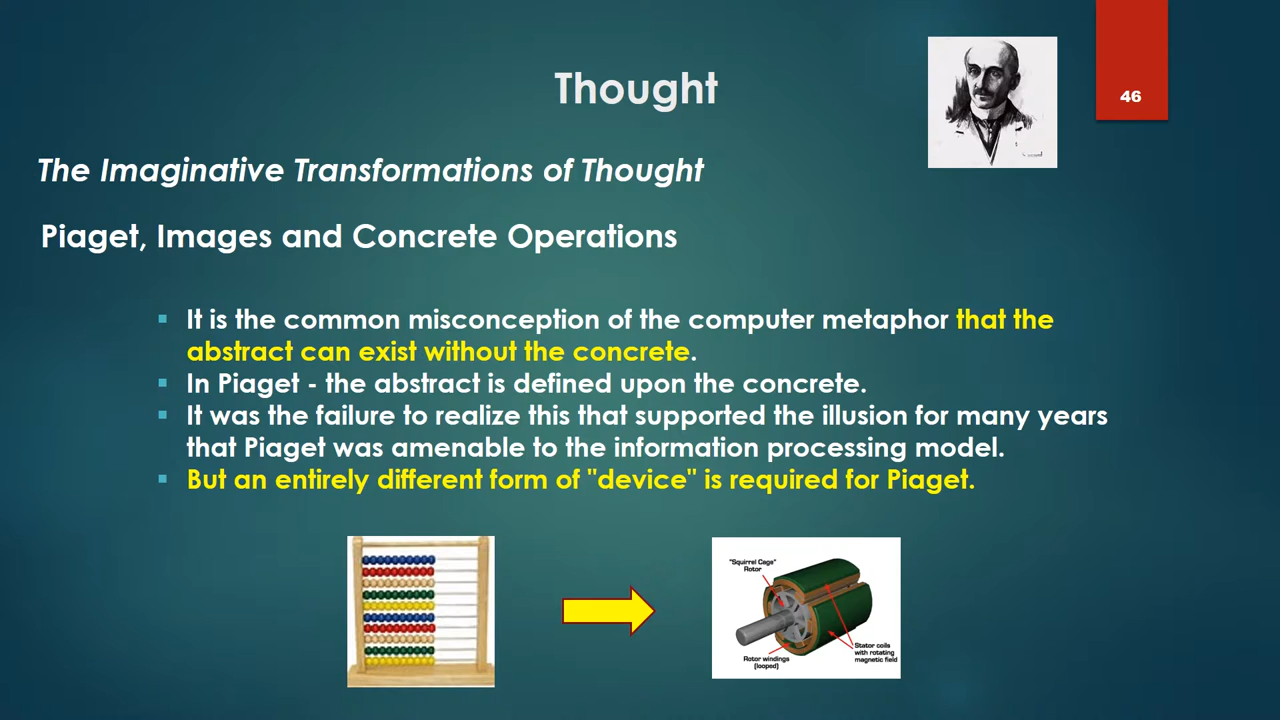 Thought
46
The Imaginative Transformations of Thought
Piaget, Images and Concrete Operations
▪ It is the common misconception of the computer metaphor that the
abstract can exist without the concrete.
▪ In Piaget - the abstract is defined upon the concrete.
▪ It was the failure to realize this that supported the illusion for many years
that Piaget was amenable to the information processing model.
▪ But an entirely different form of "device" is required for Piaget.
"Squirrel Cage"
Rotor
Rotor windings
(looped)
Stator coils
with rotating
magnetic field